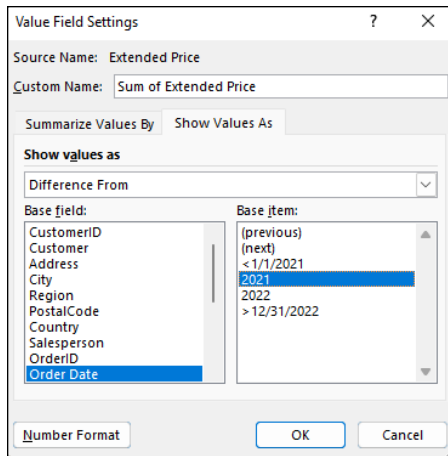 Value Field Settings ? ×
Source Name: Extended Price
Custom Name: Sum of Extended Price
Summarize Values By Show Values As
Show values as
Difference From
Base field:
CustomerID
Customer
Address
City
Region
PostalCode
Country
Salesperson
OrderID
Order Date
Base item:
(previous)
(next)
<1/1/2021
2021
2022
>12/31/2022
Number Format OK Cancel